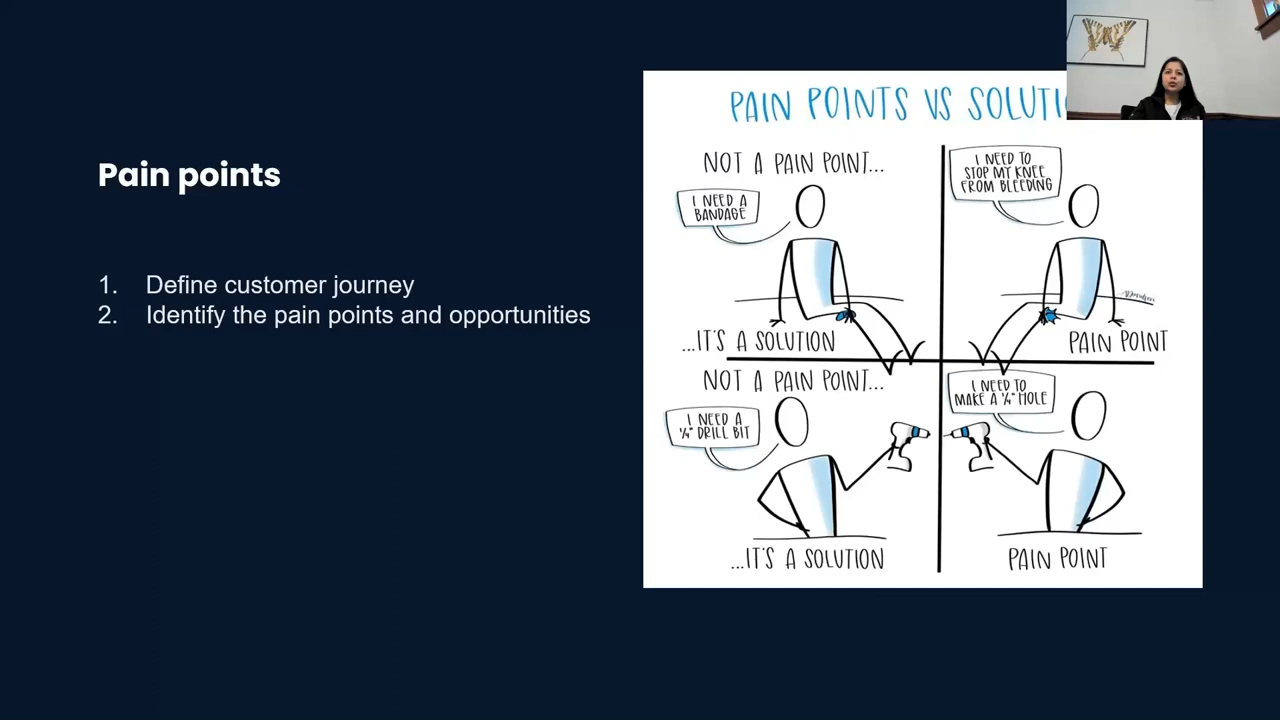 Pain points
1. Define customer journey
2. Identify the pain points and opportunities
PAIN POINTS VS SOLUTI
NOT A PAIN POINT...
I NEED A
BANDAGE
...IT'S A SOLUTION
I NEED TO
STOP MY KNEE
FROM BLEEDING
PAIN POINT
NOT A PAIN POINT...
I NEED A
1/4" DRILL BIT
...IT'S A SOLUTION
I NEED TO
MAKE A 1/4" HOLE
PAIN POINT